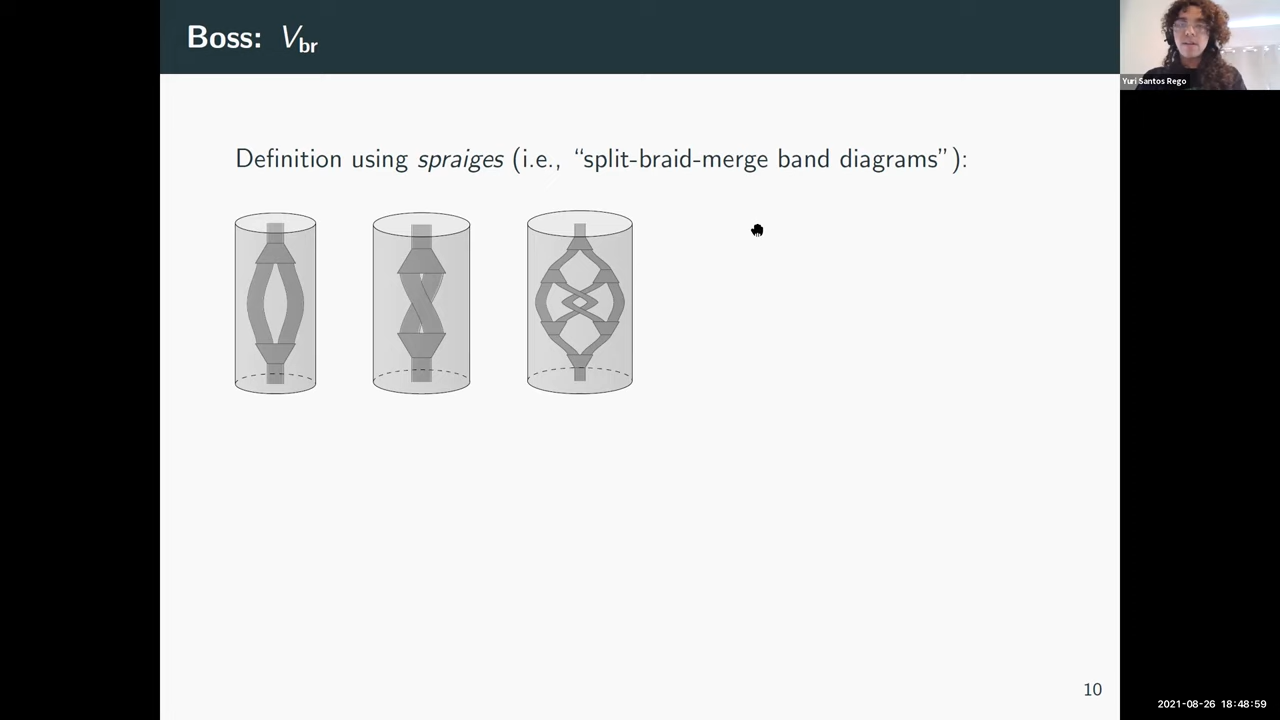 Boss: V_br
Yuri Santos Rego
Definition using spraiges (i.e., “split-braid-merge band diagrams”):
10
2021-08-26 18:48:59